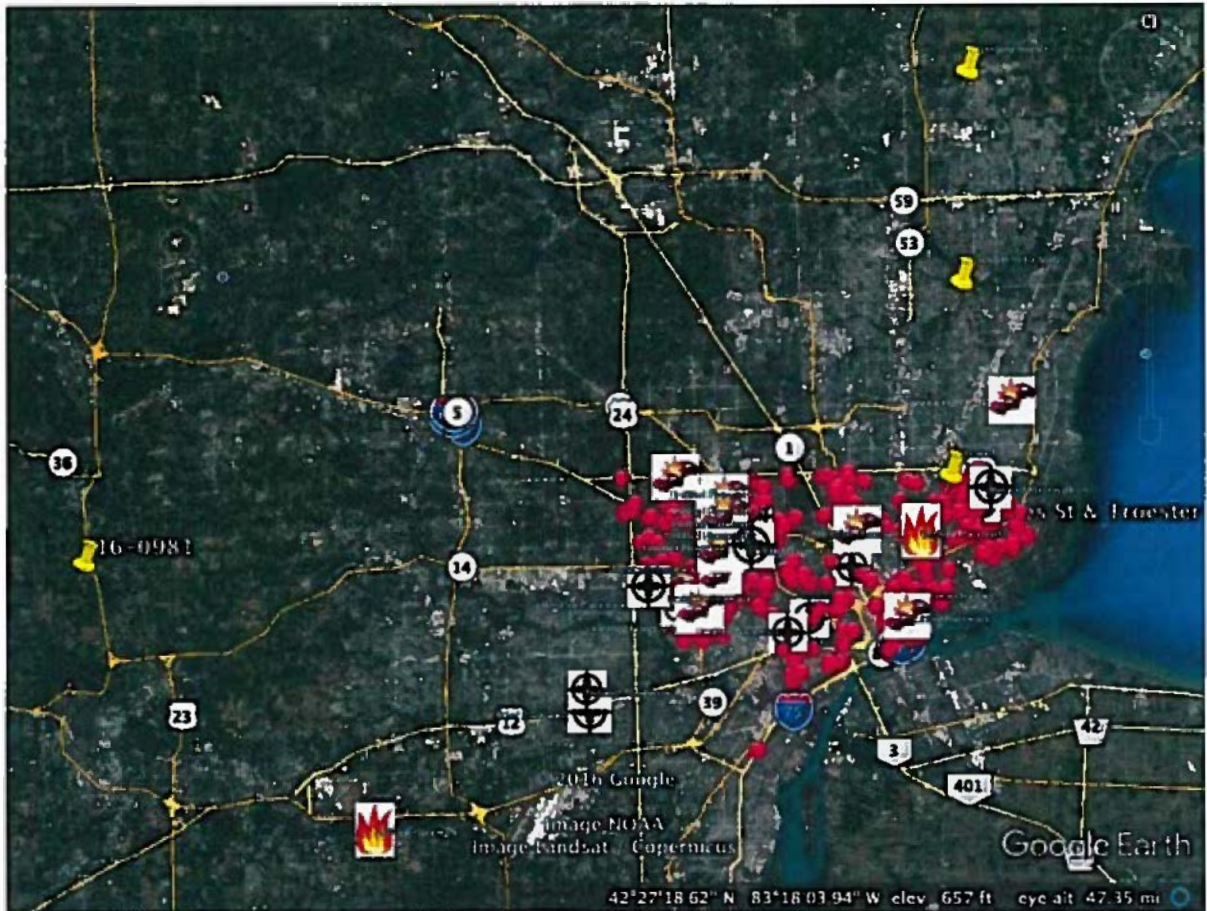 59
53
5
24
1
36
es St & Troester
16-0981
14
39
23
12
3
42
401
2016 Google
Image NOAA
Image Landsat Copernicus
Google Earth
42°27'18.62" N 83°18'03.94" W elev 657 ft eye alt 47.35 mi